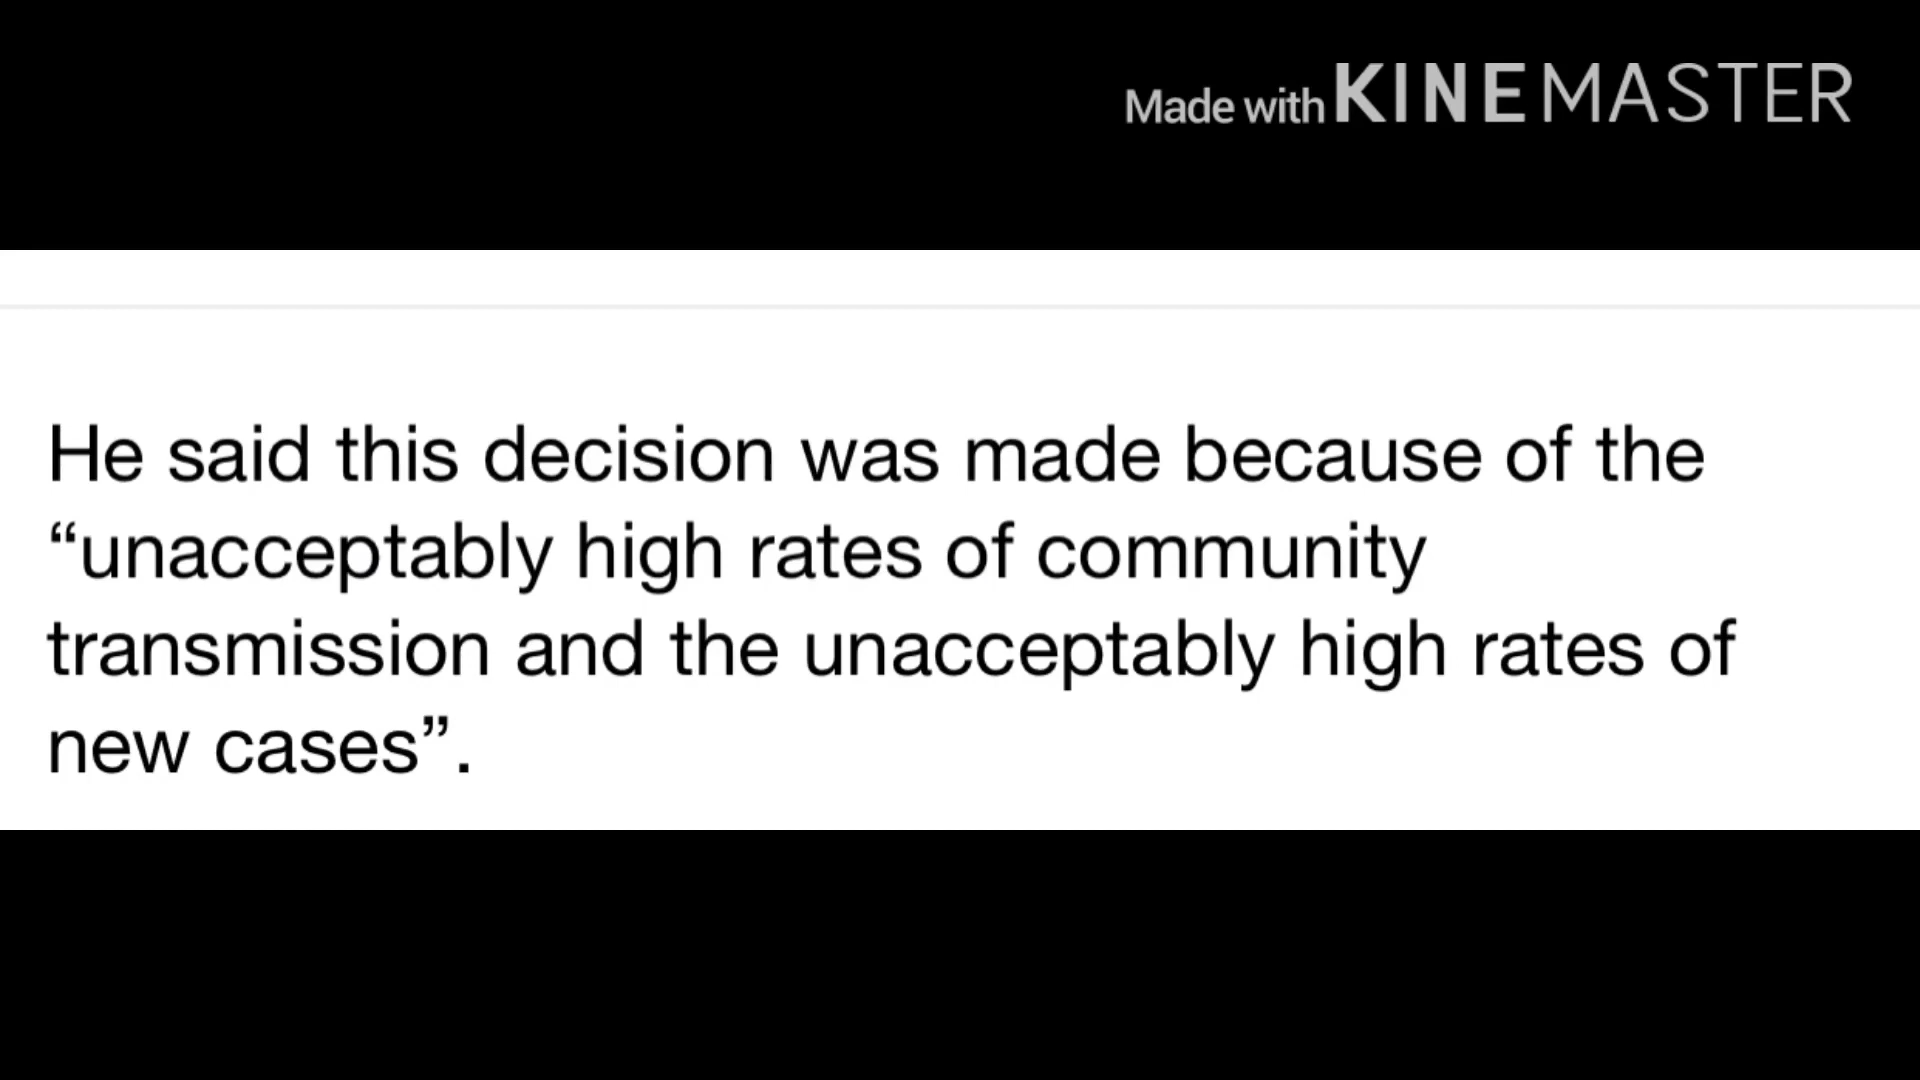 Made with KINEMASTER
He said this decision was made because of the
“unacceptably high rates of community
transmission and the unacceptably high rates of
new cases”.